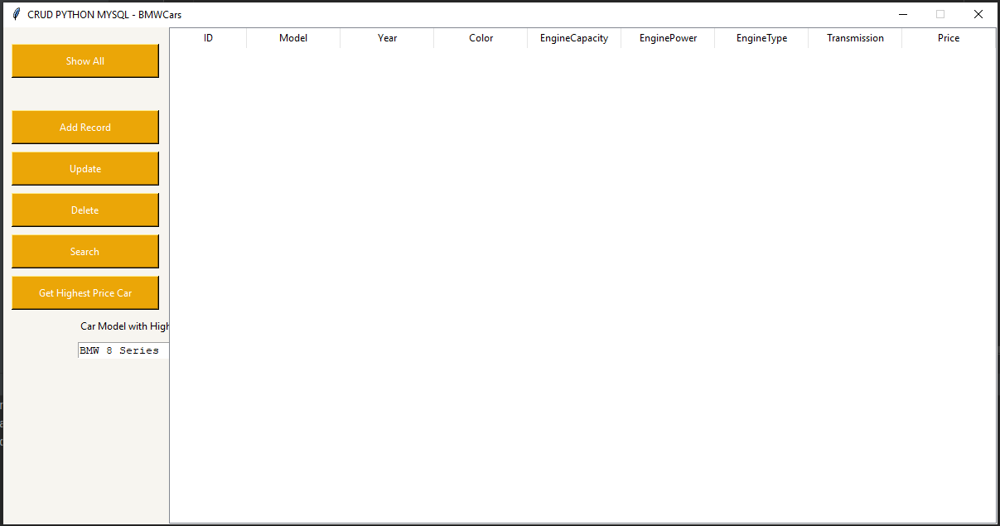 CRUD PYTHON MYSQL - BMWCars
ID Model Year Color EngineCapacity EnginePower EngineType Transmission Price
Show All
Add Record
Update
Delete
Search
Get Highest Price Car
Car Model with High
BMW 8 Series